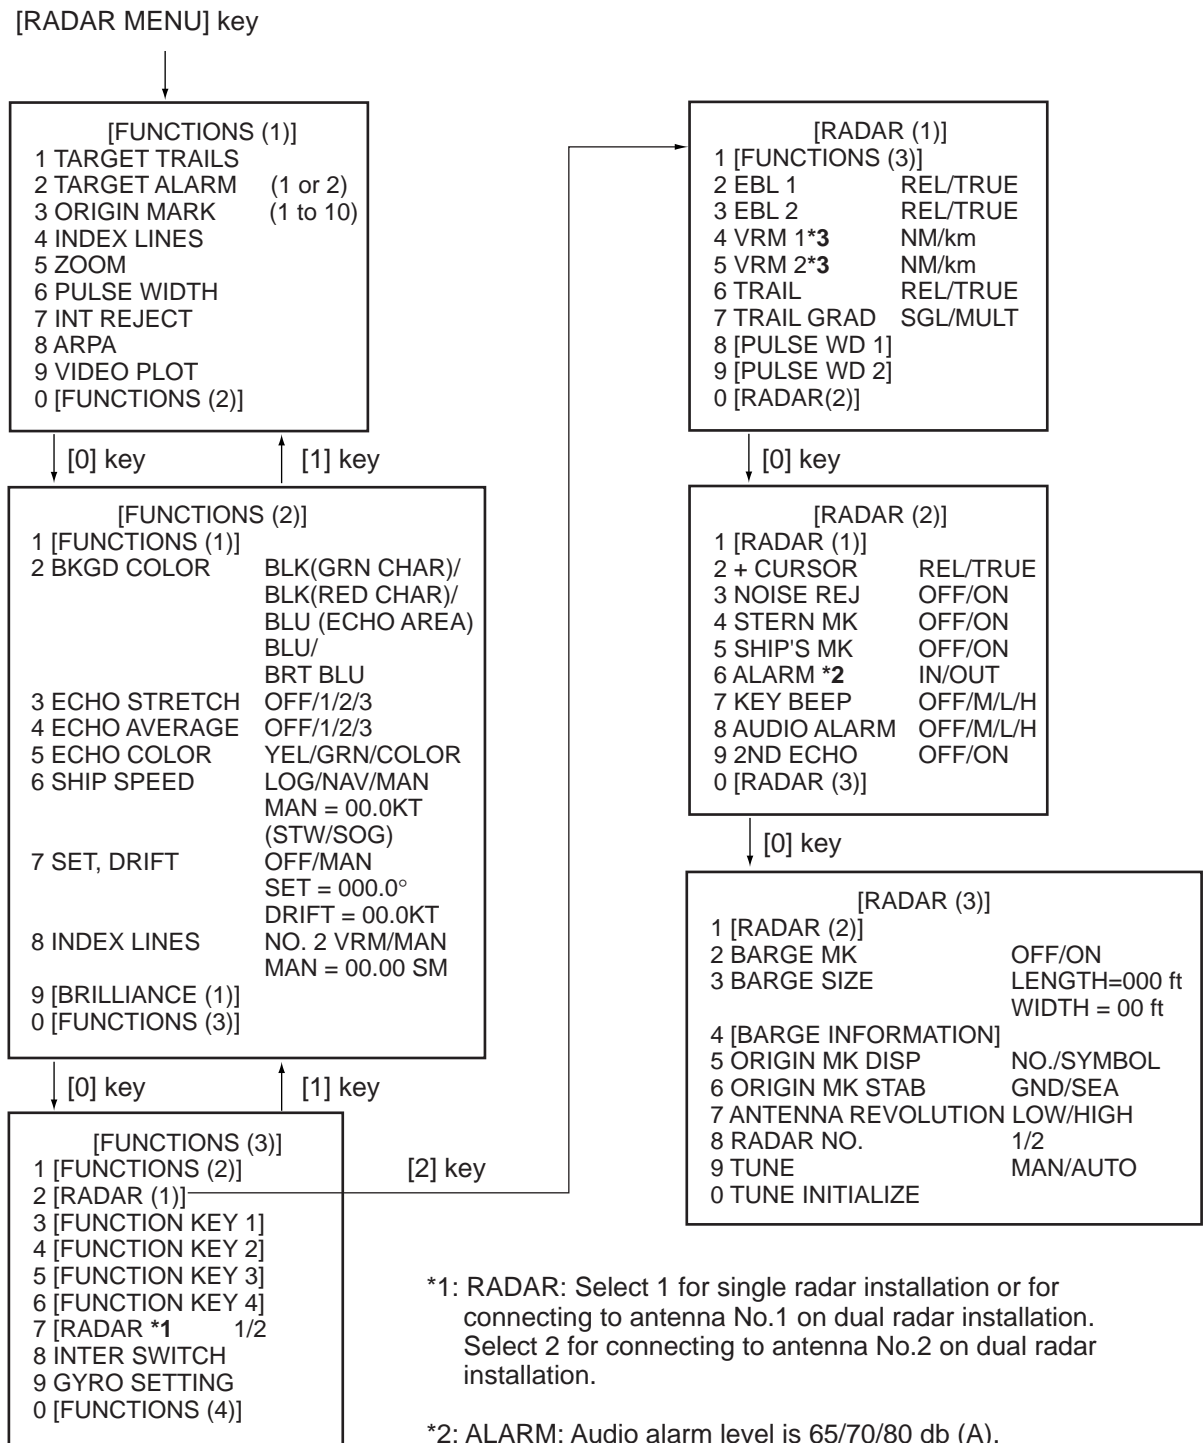 [RADAR MENU] key
[FUNCTIONS (1)]
1 TARGET TRAILS
2 TARGET ALARM (1 or 2)
3 ORIGIN MARK (1 to 10)
4 INDEX LINES
5 ZOOM
6 PULSE WIDTH
7 INT REJECT
8 ARPA
9 VIDEO PLOT
0 [FUNCTIONS (2)]
[0] key [1] key
[FUNCTIONS (2)]
1 [FUNCTIONS (1)]
2 BKGD COLOR BLK(GRN CHAR)/
BLK(RED CHAR)/
BLU (ECHO AREA)
BLU/
BRT BLU
3 ECHO STRETCH OFF/1/2/3
4 ECHO AVERAGE OFF/1/2/3
5 ECHO COLOR YEL/GRN/COLOR
6 SHIP SPEED LOG/NAV/MAN
MAN = 00.0KT
(STW/SOG)
7 SET, DRIFT OFF/MAN
SET = 000.0°
DRIFT = 00.0KT
8 INDEX LINES NO. 2 VRM/MAN
MAN = 00.00 SM
9 [BRILLIANCE (1)]
0 [FUNCTIONS (3)]
[0] key [1] key
[FUNCTIONS (3)]
1 [FUNCTIONS (2)]
2 [RADAR (1)]
3 [FUNCTION KEY 1]
4 [FUNCTION KEY 2]
5 [FUNCTION KEY 3]
6 [FUNCTION KEY 4]
7 [RADAR *1 1/2
8 INTER SWITCH
9 GYRO SETTING
0 [FUNCTIONS (4)]
[2] key
[RADAR (1)]
1 [FUNCTIONS (3)]
2 EBL 1 REL/TRUE
3 EBL 2 REL/TRUE
4 VRM 1*3 NM/km
5 VRM 2*3 NM/km
6 TRAIL REL/TRUE
7 TRAIL GRAD SGL/MULT
8 [PULSE WD 1]
9 [PULSE WD 2]
0 [RADAR(2)]
[0] key
[RADAR (2)]
1 [RADAR (1)]
2 + CURSOR REL/TRUE
3 NOISE REJ OFF/ON
4 STERN MK OFF/ON
5 SHIP'S MK OFF/ON
6 ALARM *2 IN/OUT
7 KEY BEEP OFF/M/L/H
8 AUDIO ALARM OFF/M/L/H
9 2ND ECHO OFF/ON
0 [RADAR (3)]
[0] key
[RADAR (3)]
1 [RADAR (2)]
2 BARGE MK OFF/ON
3 BARGE SIZE LENGTH=000 ft
WIDTH = 00 ft
4 [BARGE INFORMATION]
5 ORIGIN MK DISP NO./SYMBOL
6 ORIGIN MK STAB GND/SEA
7 ANTENNA REVOLUTION LOW/HIGH
8 RADAR NO. 1/2
9 TUNE MAN/AUTO
0 TUNE INITIALIZE
*1: RADAR: Select 1 for single radar installation or for
connecting to antenna No.1 on dual radar installation.
Select 2 for connecting to antenna No.2 on dual radar
installation.
*2: ALARM: Audio alarm level is 65/70/80 db (A).